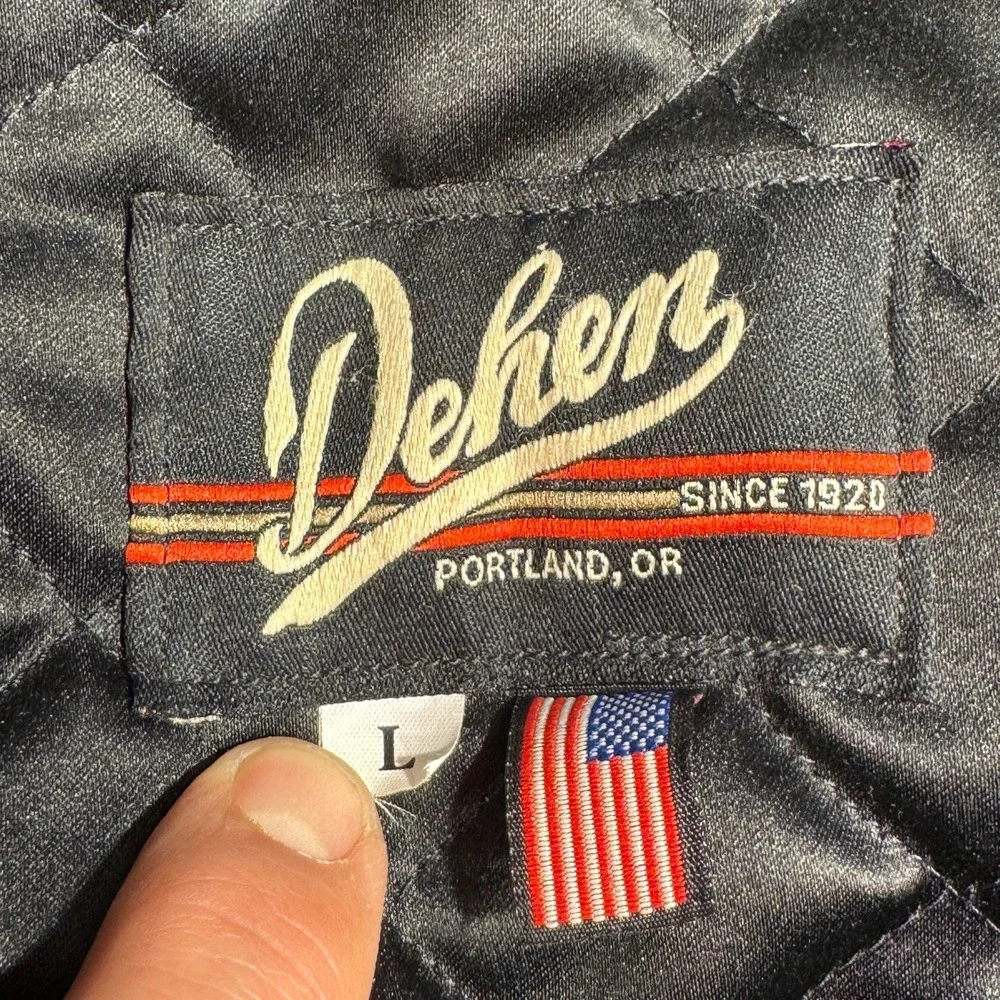 Dehen
SINCE 1920
PORTLAND, OR
L